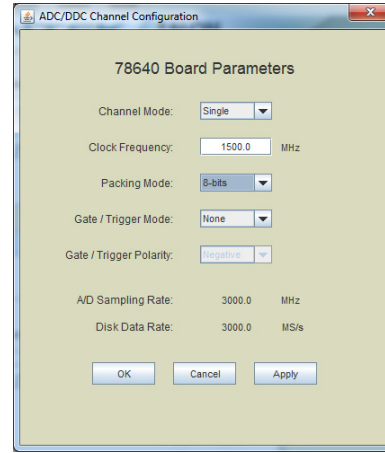 ADC/DDC Channel Configuration
78640 Board Parameters
Channel Mode: Single
Clock Frequency: 1500.0 MHz
Packing Mode: 8-bits
Gate / Trigger Mode: None
Gate / Trigger Polarity: Negative
A/D Sampling Rate: 3000.0 MHz
Disk Data Rate: 3000.0 MS/s
OK Cancel Apply